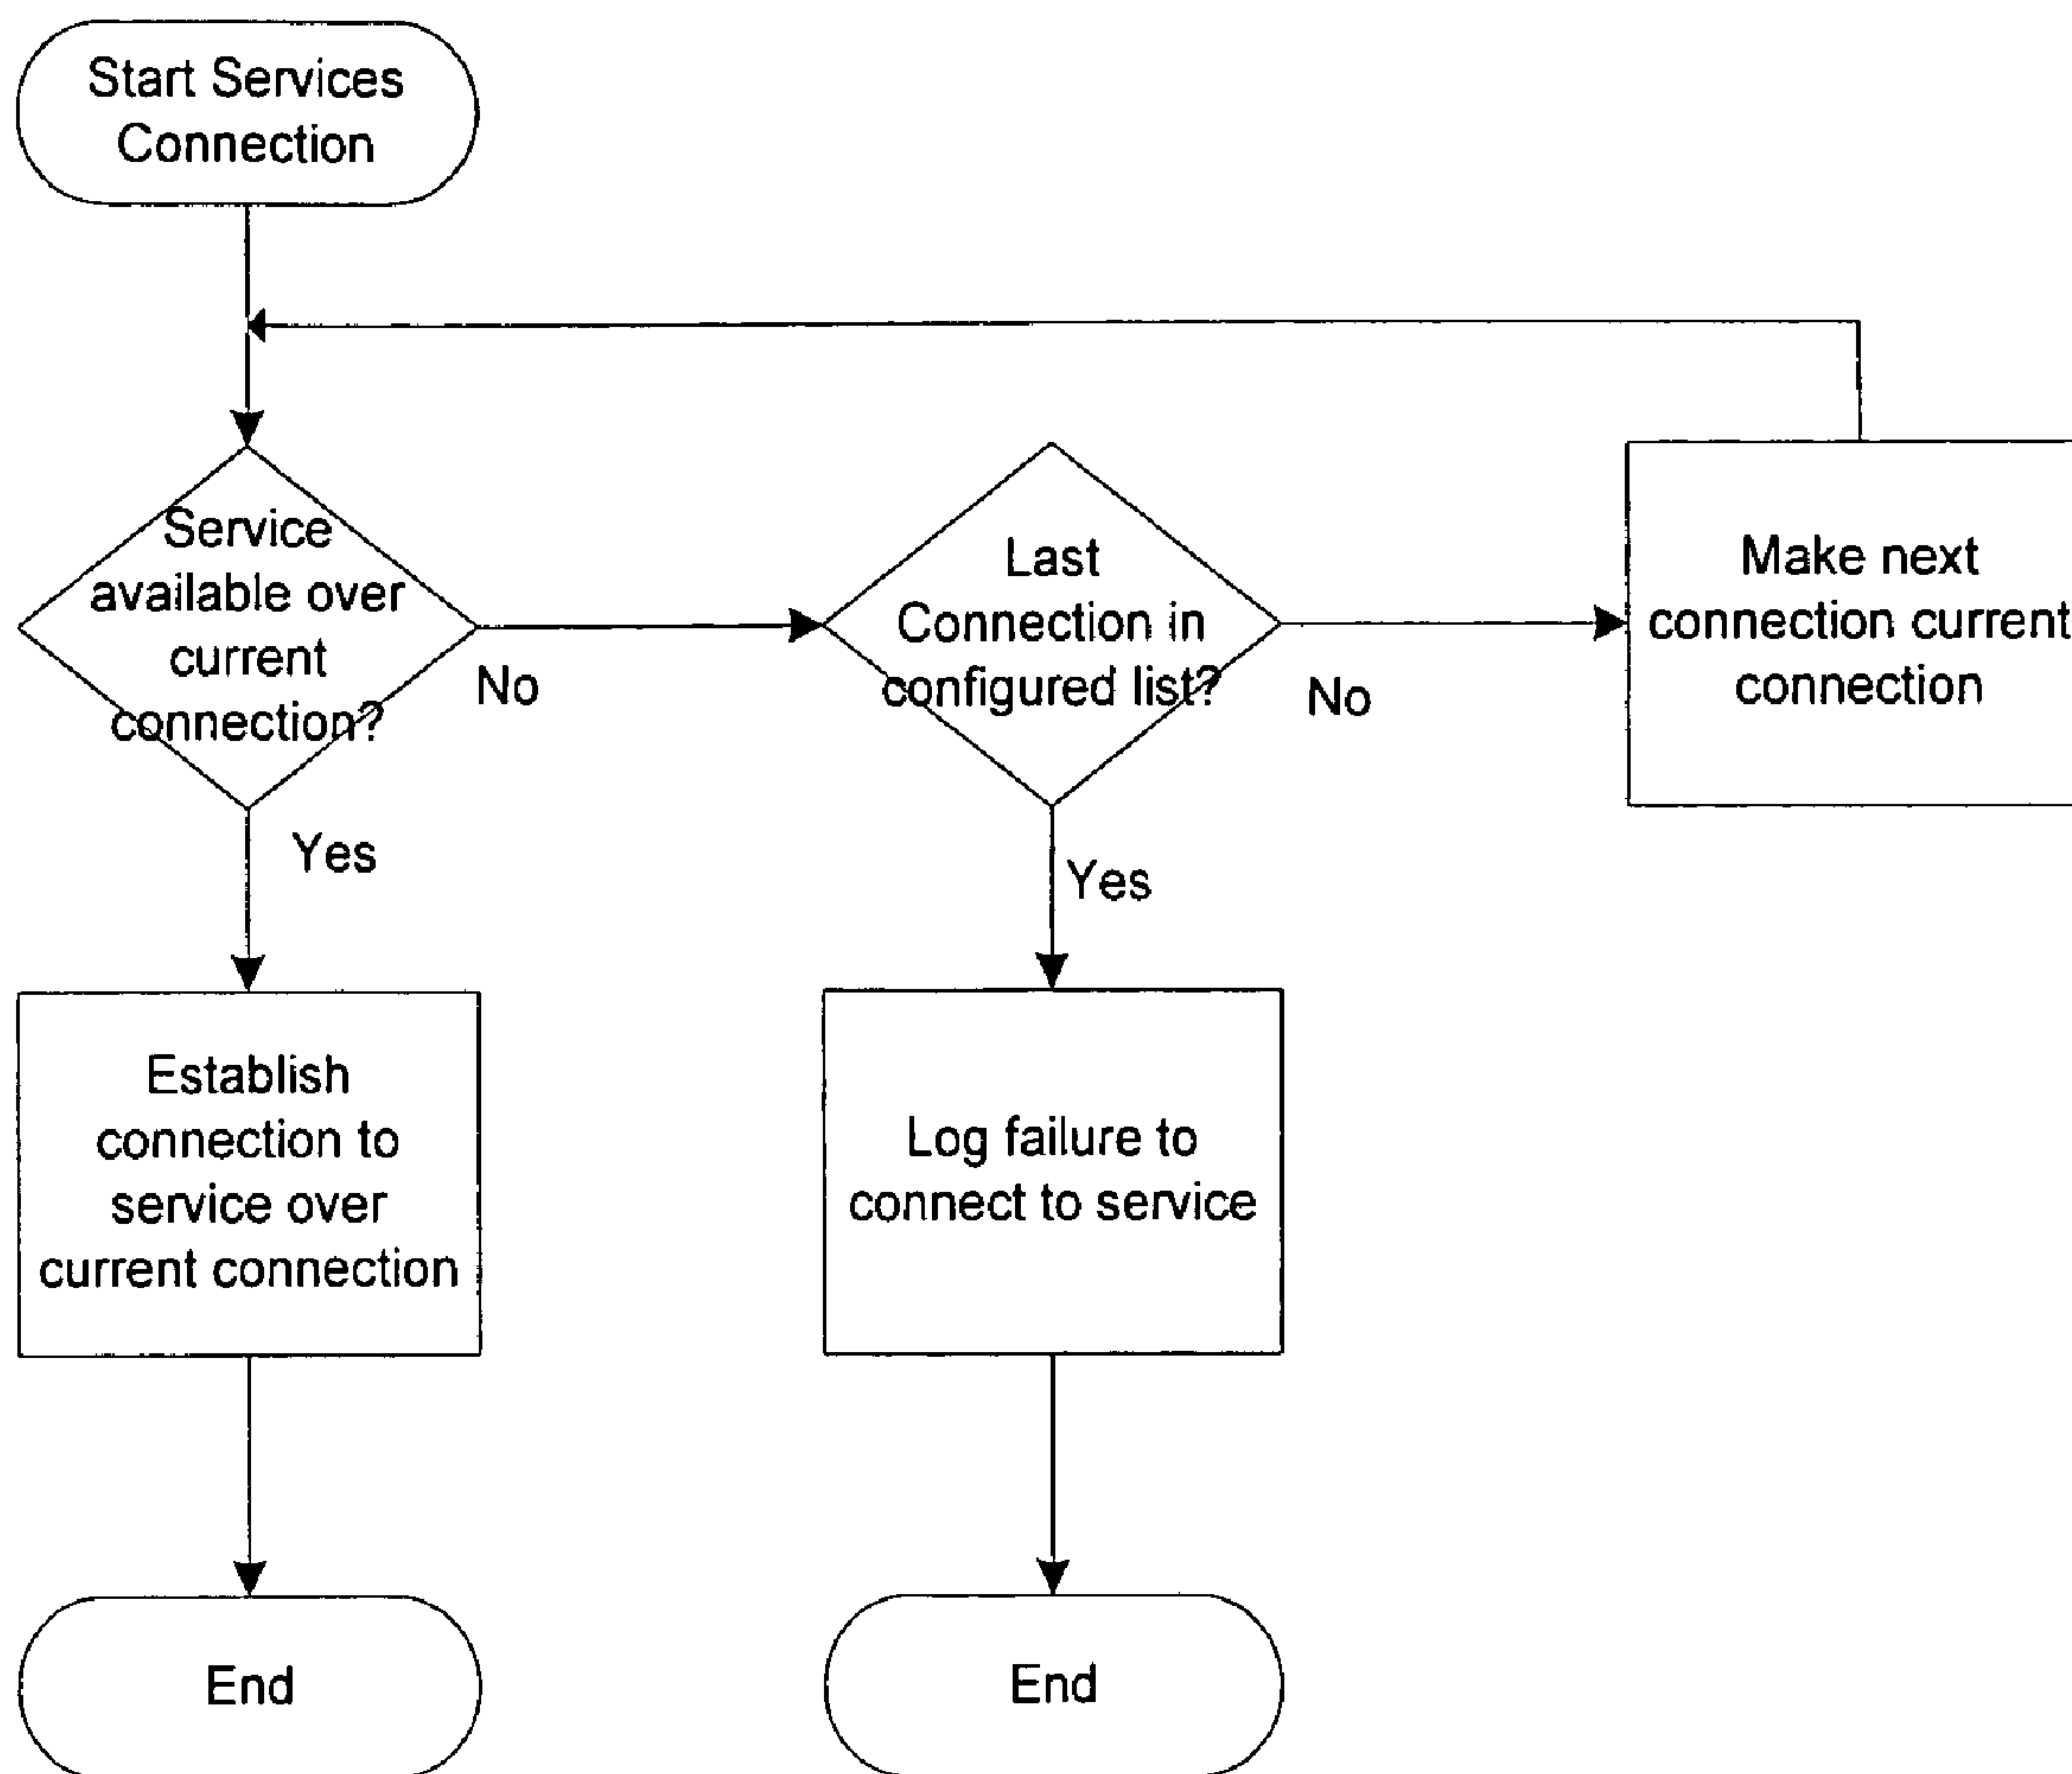 Start Services
Connection
Service
available over
current
connection?
No
Last
Connection in
configured list?
No
Make next
connection current
connection
Yes
Yes
Establish
connection to
service over
current connection
Log failure to
connect to service
End
End